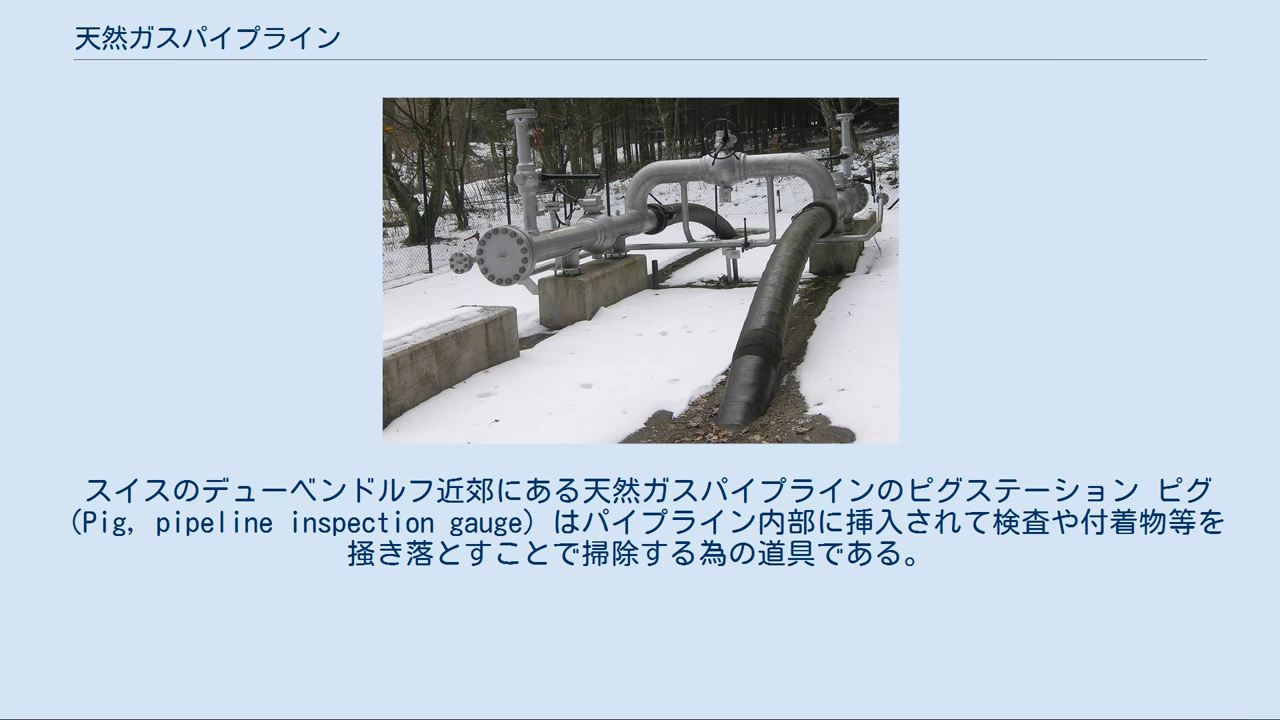 天然ガスパイプライン
スイスのデューベンドルフ近郊にある天然ガスパイプラインのピグステーション ピグ
(Pig, pipeline inspection gauge) はパイプライン内部に挿入されて検査や付着物等を
掻き落とすことで掃除する為の道具である。